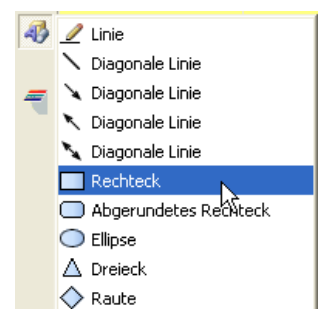 Linie
Diagonale Linie
Diagonale Linie
Diagonale Linie
Diagonale Linie
Rechteck
Abgerundetes Rechteck
Ellipse
Dreieck
Raute